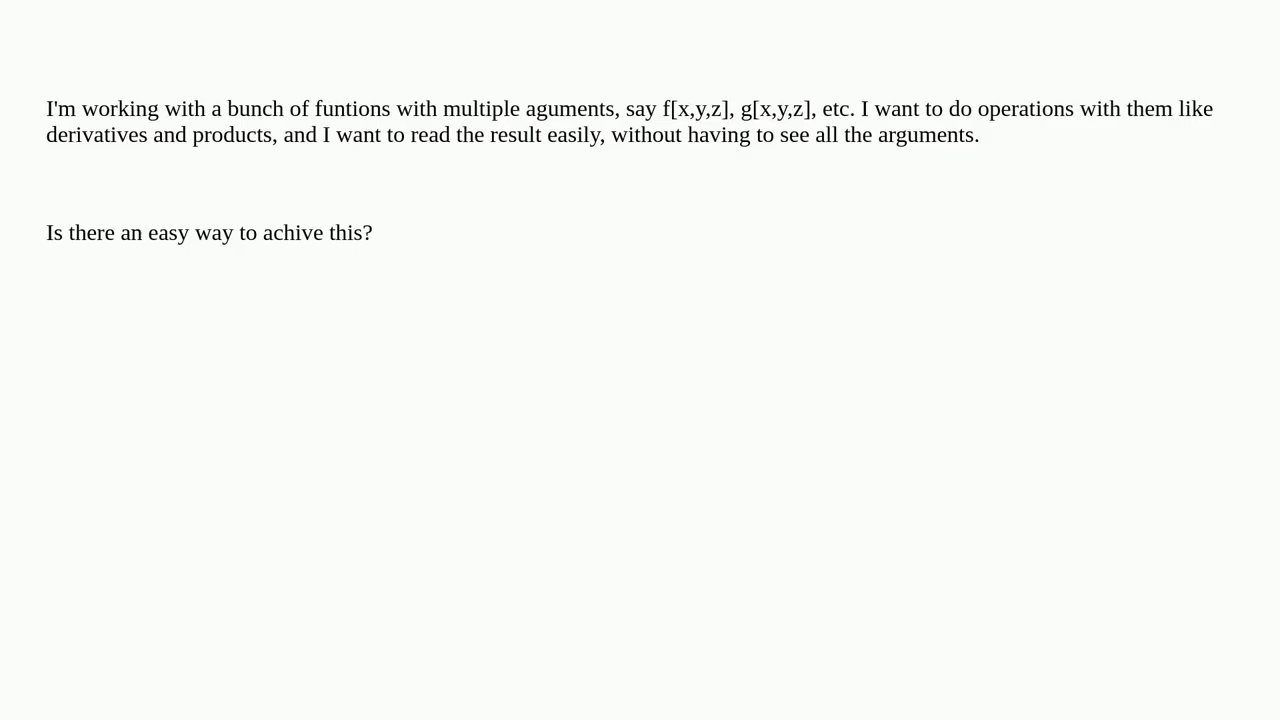 I'm working with a bunch of funtions with multiple aguments, say f[x,y,z], g[x,y,z], etc. I want to do operations with them like
derivatives and products, and I want to read the result easily, without having to see all the arguments.
Is there an easy way to achive this?